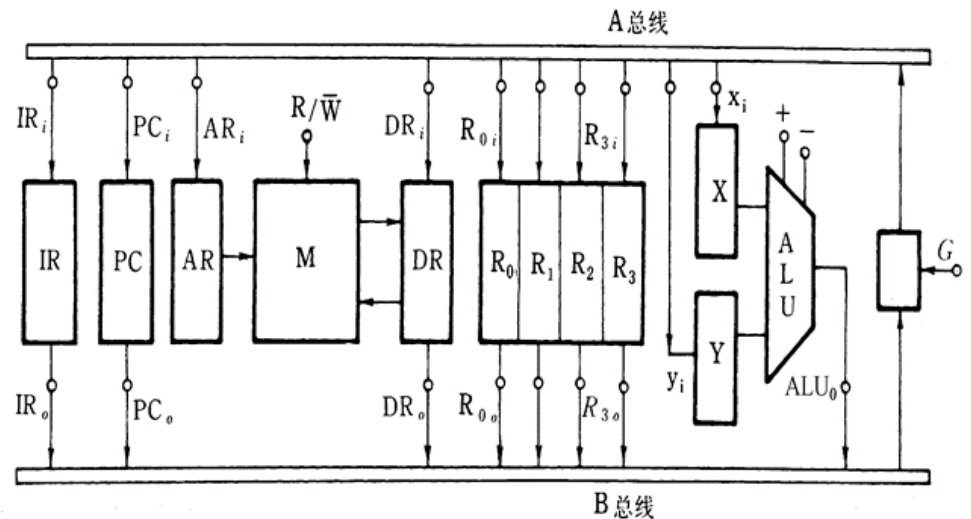 A总线
IRᵢ
PCᵢ
ARᵢ
R/W̅
DRᵢ
R₀ᵢ
R₃ᵢ
xᵢ
+
−
IR
PC
AR
M
DR
R₀
R₁
R₂
R₃
X
Y
ALU
G
yᵢ
IRₒ
PCₒ
DRₒ
R₀ₒ
R₃ₒ
ALU₀
B总线